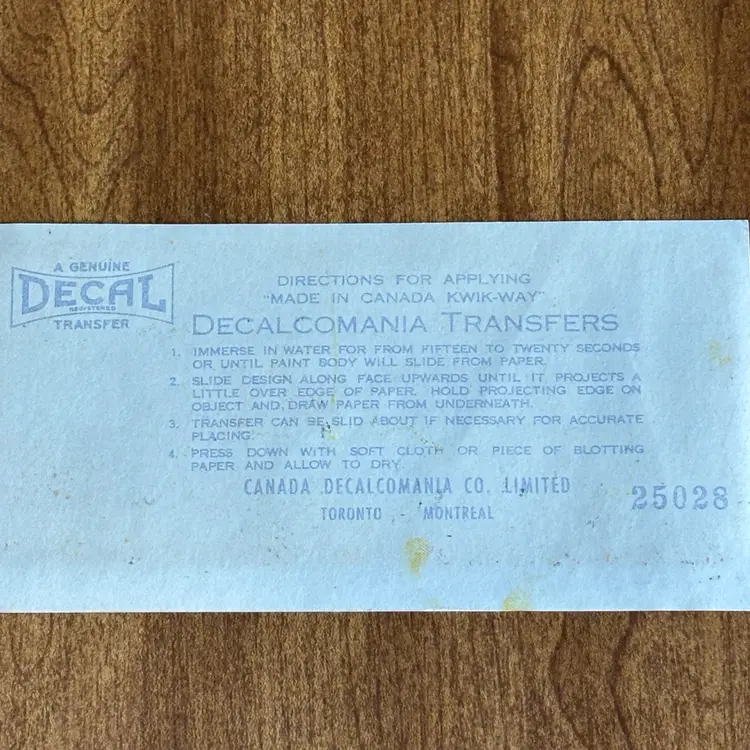 A GENUINE
DECAL
REGISTERED
TRANSFER
DIRECTIONS FOR APPLYING
"MADE IN CANADA KWIK-WAY"
DECALCOMANIA TRANSFERS
1. IMMERSE IN WATER FOR FROM FIFTEEN TO TWENTY SECONDS
OR UNTIL PAINT BODY WILL SLIDE FROM PAPER.
2. SLIDE DESIGN ALONG FACE UPWARDS UNTIL IT PROJECTS A
LITTLE OVER EDGE OF PAPER. HOLD PROJECTING EDGE ON
OBJECT AND DRAW PAPER FROM UNDERNEATH.
3. TRANSFER CAN BE SLID ABOUT IF NECESSARY FOR ACCURATE
PLACING.
4. PRESS DOWN WITH SOFT CLOTH OR PIECE OF BLOTTING
PAPER AND ALLOW TO DRY.
CANADA DECALCOMANIA CO. LIMITED
TORONTO - MONTREAL
25028